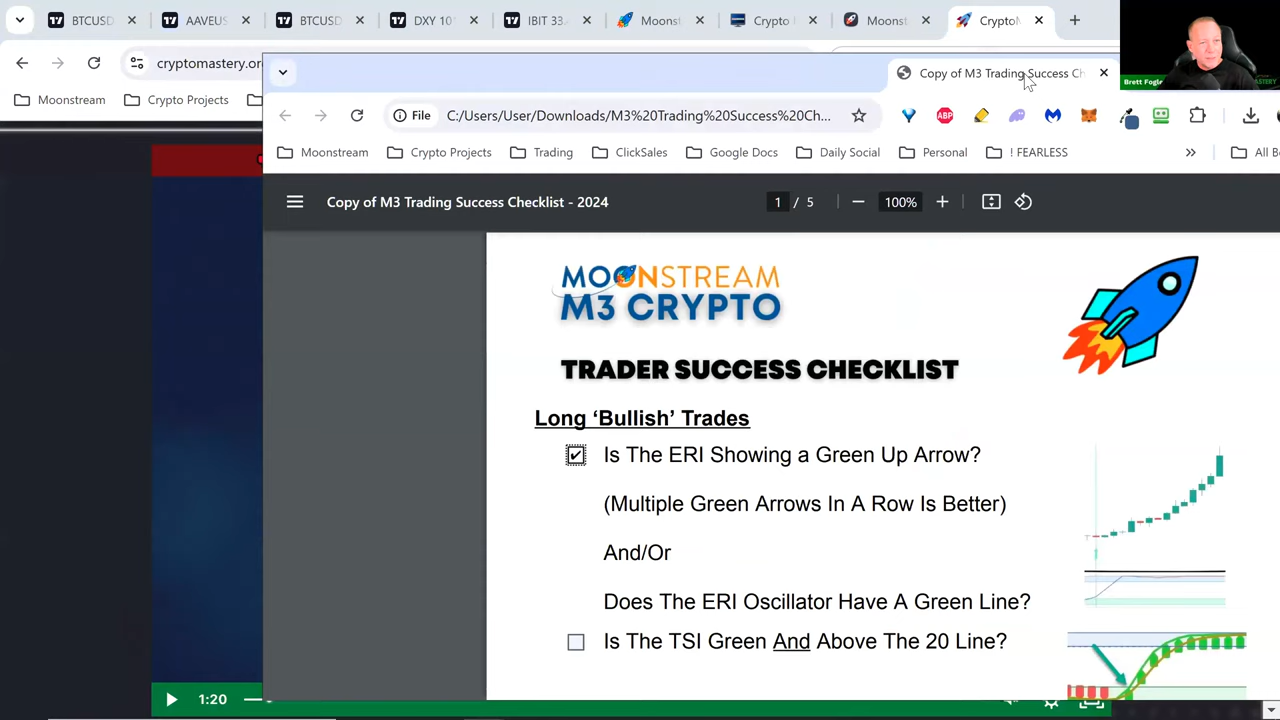 BTCUSD
AAVEUS
BTCUSD
DXY 10
IBIT 33
Moonst
Crypto
Moonst
Crypto
Brett Fogle
cryptomastery.or
Copy of M3 Trading Success Ch
Moonstream
Crypto Projects
File
C:/Users/User/Downloads/M3%20Trading%20Success%20Ch...
ABP
Moonstream
Crypto Projects
Trading
ClickSales
Google Docs
Daily Social
Personal
! FEARLESS
»
All B
Copy of M3 Trading Success Checklist - 2024
1 / 5
100%
MOONSTREAM
M3 CRYPTO
TRADER SUCCESS CHECKLIST
Long ‘Bullish’ Trades
Is The ERI Showing a Green Up Arrow?
(Multiple Green Arrows In A Row Is Better)
And/Or
Does The ERI Oscillator Have A Green Line?
Is The TSI Green And Above The 20 Line?
1:20